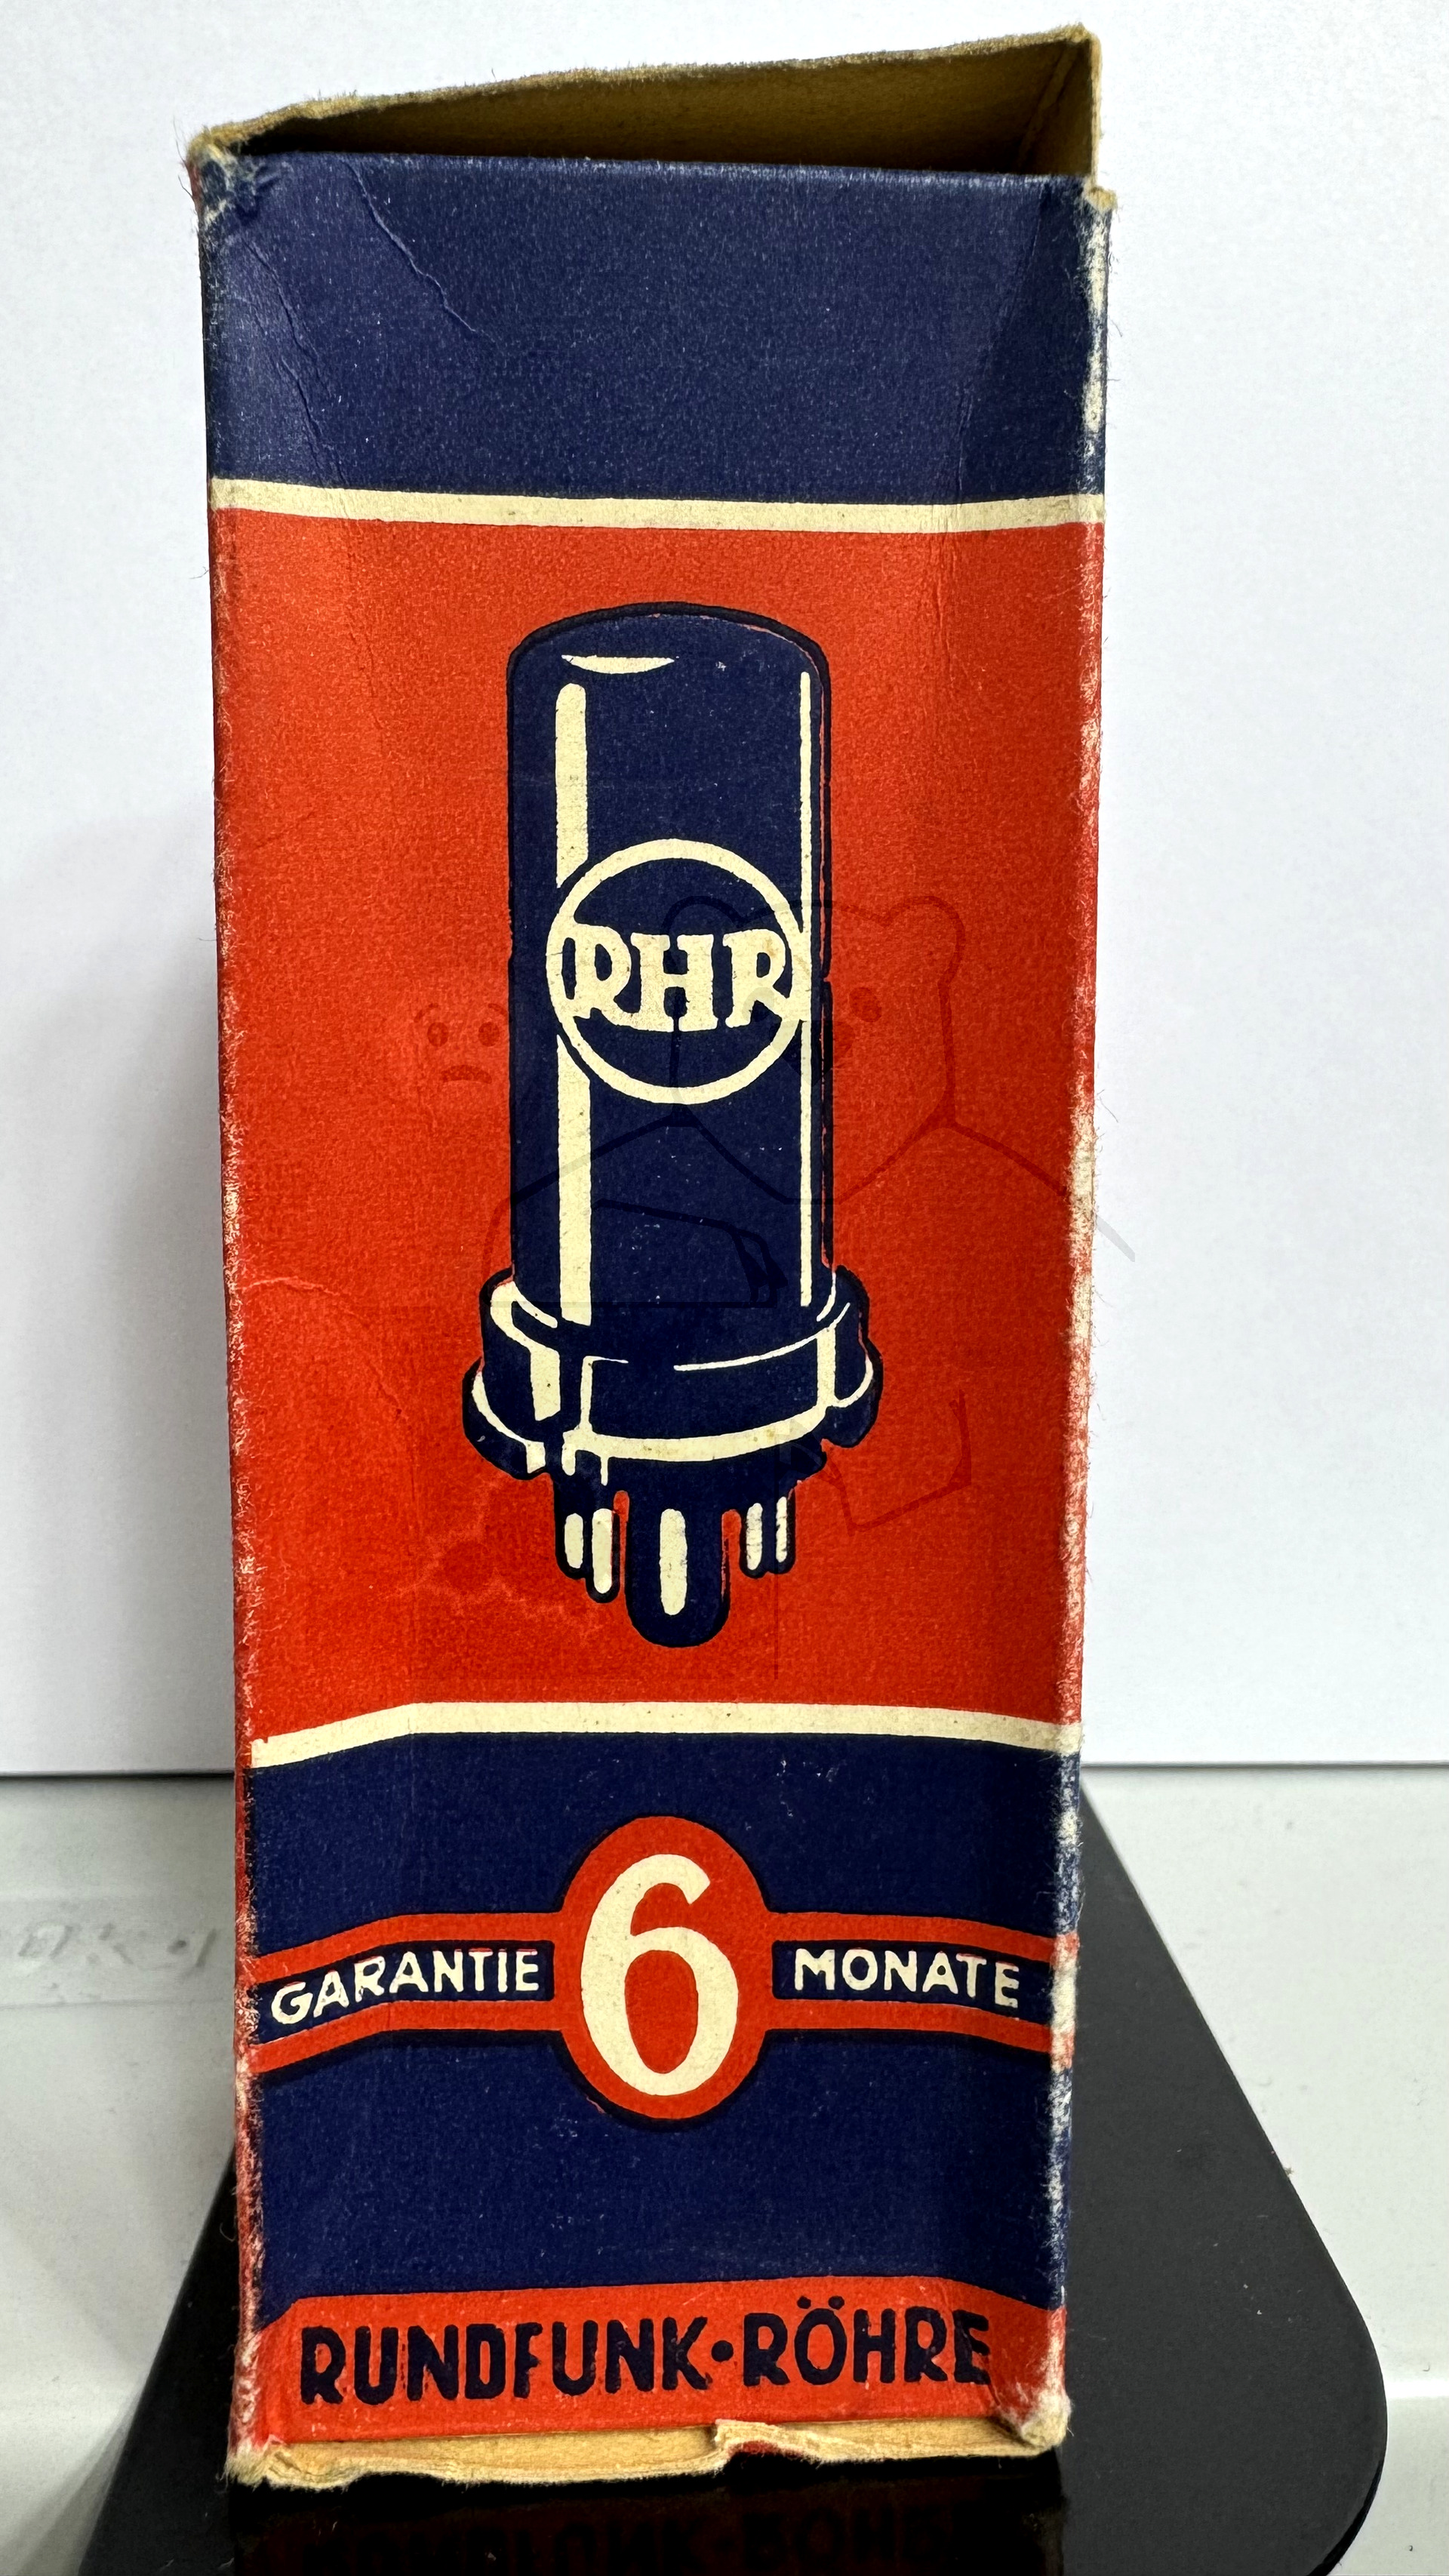 RHR
GARANTIE 6 MONATE
RUNDFUNK·RÖHRE